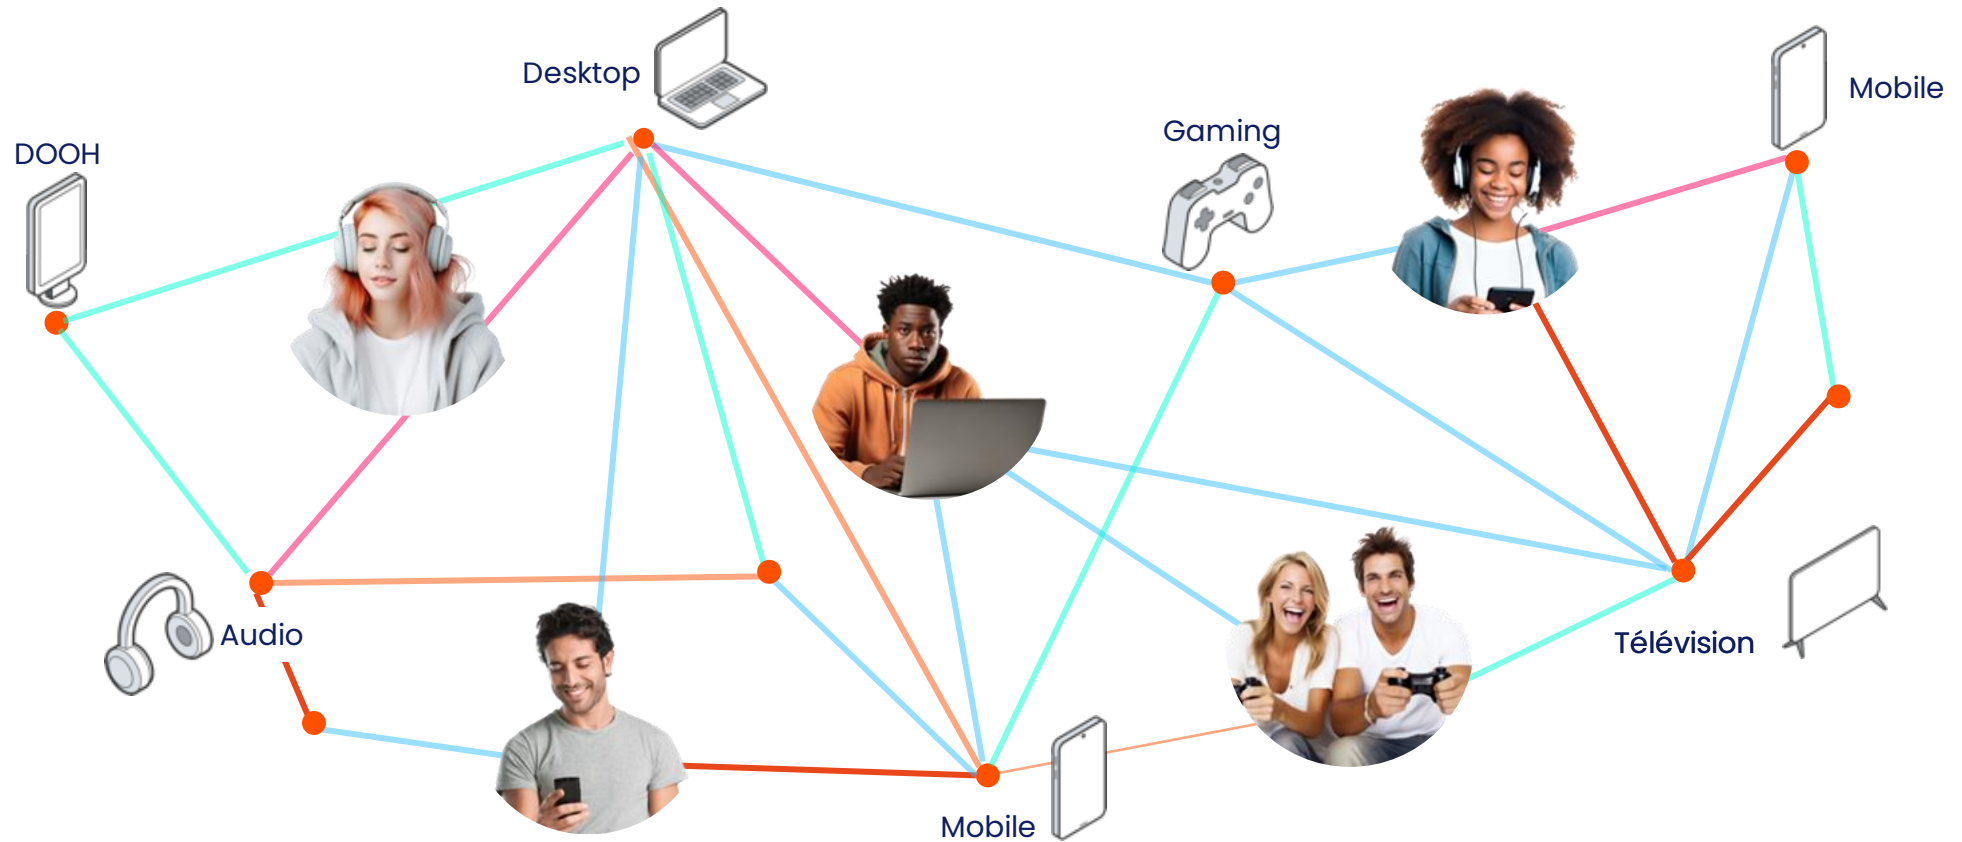 Desktop
Mobile
Gaming
DOOH
Audio
Télévision
Mobile